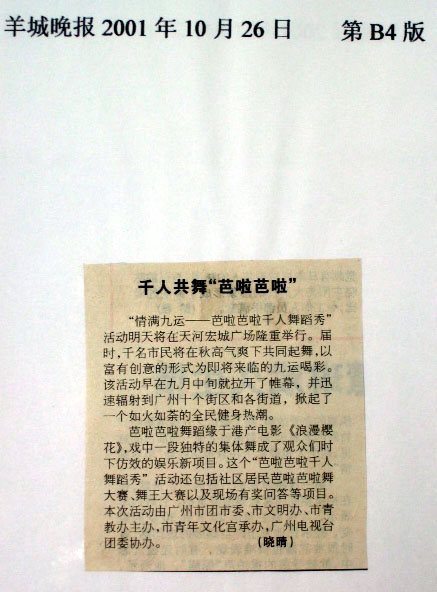 羊城晚报 2001 年 10 月 26 日 第 B4 版
千人共舞“芭啦芭啦”
“情满九运——芭啦芭啦千人舞蹈秀”
活动明天将在天河宏城广场隆重举行。届
时,千名市民将在秋高气爽下共同起舞,以
富有创意的形式为即将来临的九运喝彩。
该活动早在九月中旬就拉开了帷幕，并迅
速辐射到广州十个街区和各街道，掀起了
一个如火如荼的全民健身热潮。
芭啦芭啦舞蹈缘于港产电影《浪漫樱
花》,戏中一段独特的集体舞成了观众们时
下仿效的娱乐新项目。这个“芭啦芭啦千人
舞蹈秀”活动还包括社区居民芭啦芭啦舞
大赛、舞王大赛以及现场有奖问答等项目。
本次活动由广州市团市委、市文明办、市青
教办主办,市青年文化宫承办,广州电视台
团委协办。 (晓晴)